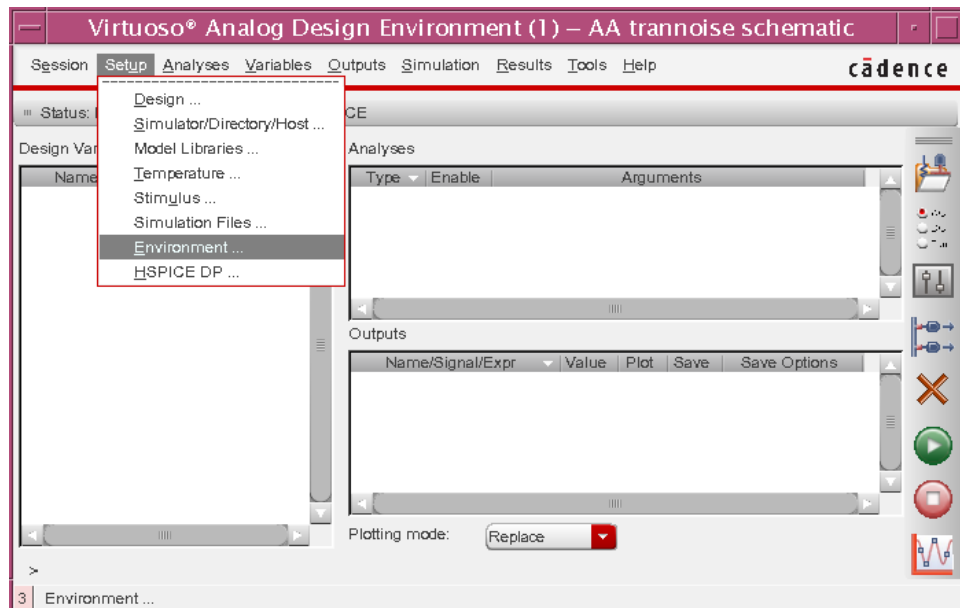 Virtuoso® Analog Design Environment (1) – AA trannoise schematic
Session Setup Analyses Variables Outputs Simulation Results Tools Help
cādence
Status: CE
Design ...
Simulator/Directory/Host ...
Model Libraries ...
Temperature ...
Stimulus ...
Simulation Files ...
Environment ...
HSPICE DP ...
Design Var
Name
Analyses
Type Enable Arguments
Outputs
Name/Signal/Expr Value Plot Save Save Options
Plotting mode: Replace
>
3 Environment ...